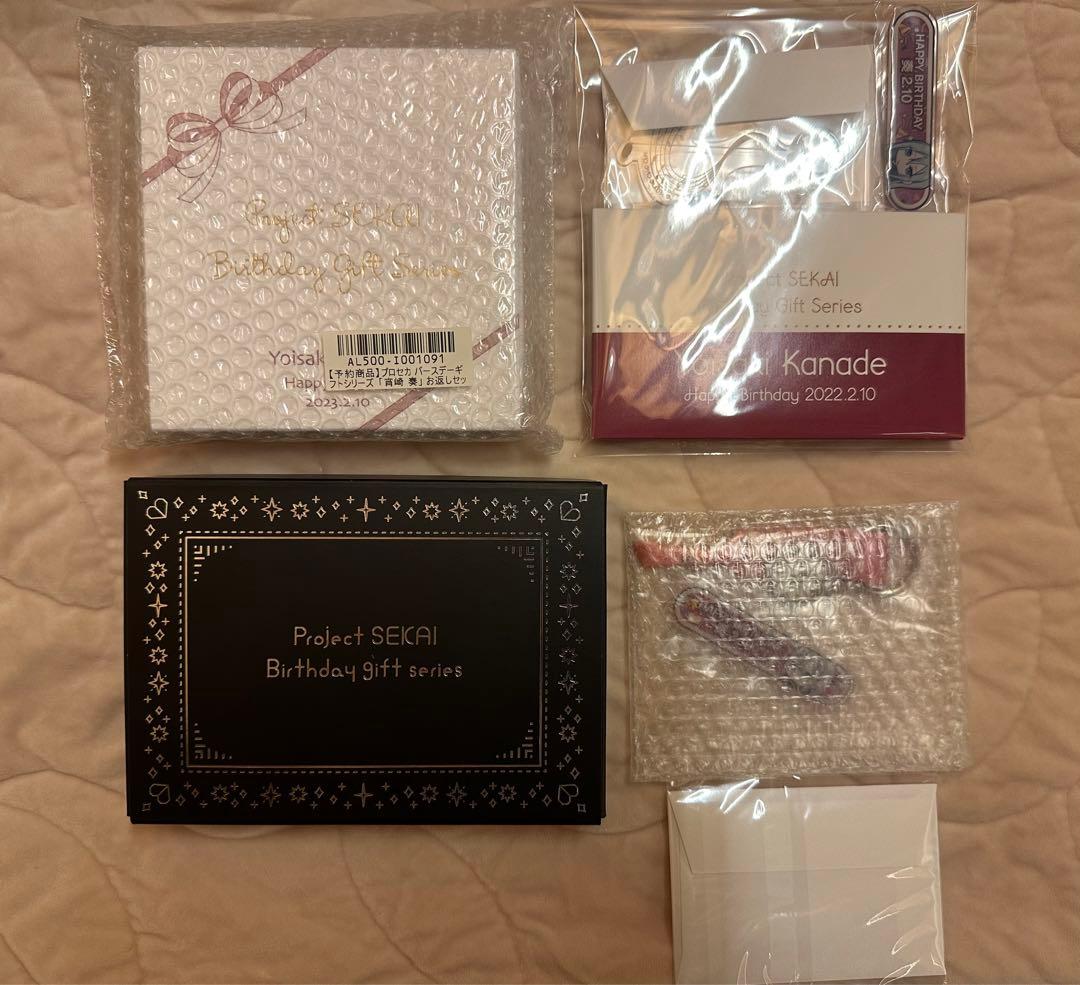 Project SEKAI
Birthday Gift Series
AL500-I001091
【予約商品】プロセカ バースデーギ
フトシリーズ 「宵崎 奏」 お返しセッ
Yoisak
Happ
2023.2.10
HAPPY BIRTHDAY
奏 2.10
SEKAI
Gift Series
Kanade
Happy Birthday 2022.2.10
Project SEKAI
Birthday gift series